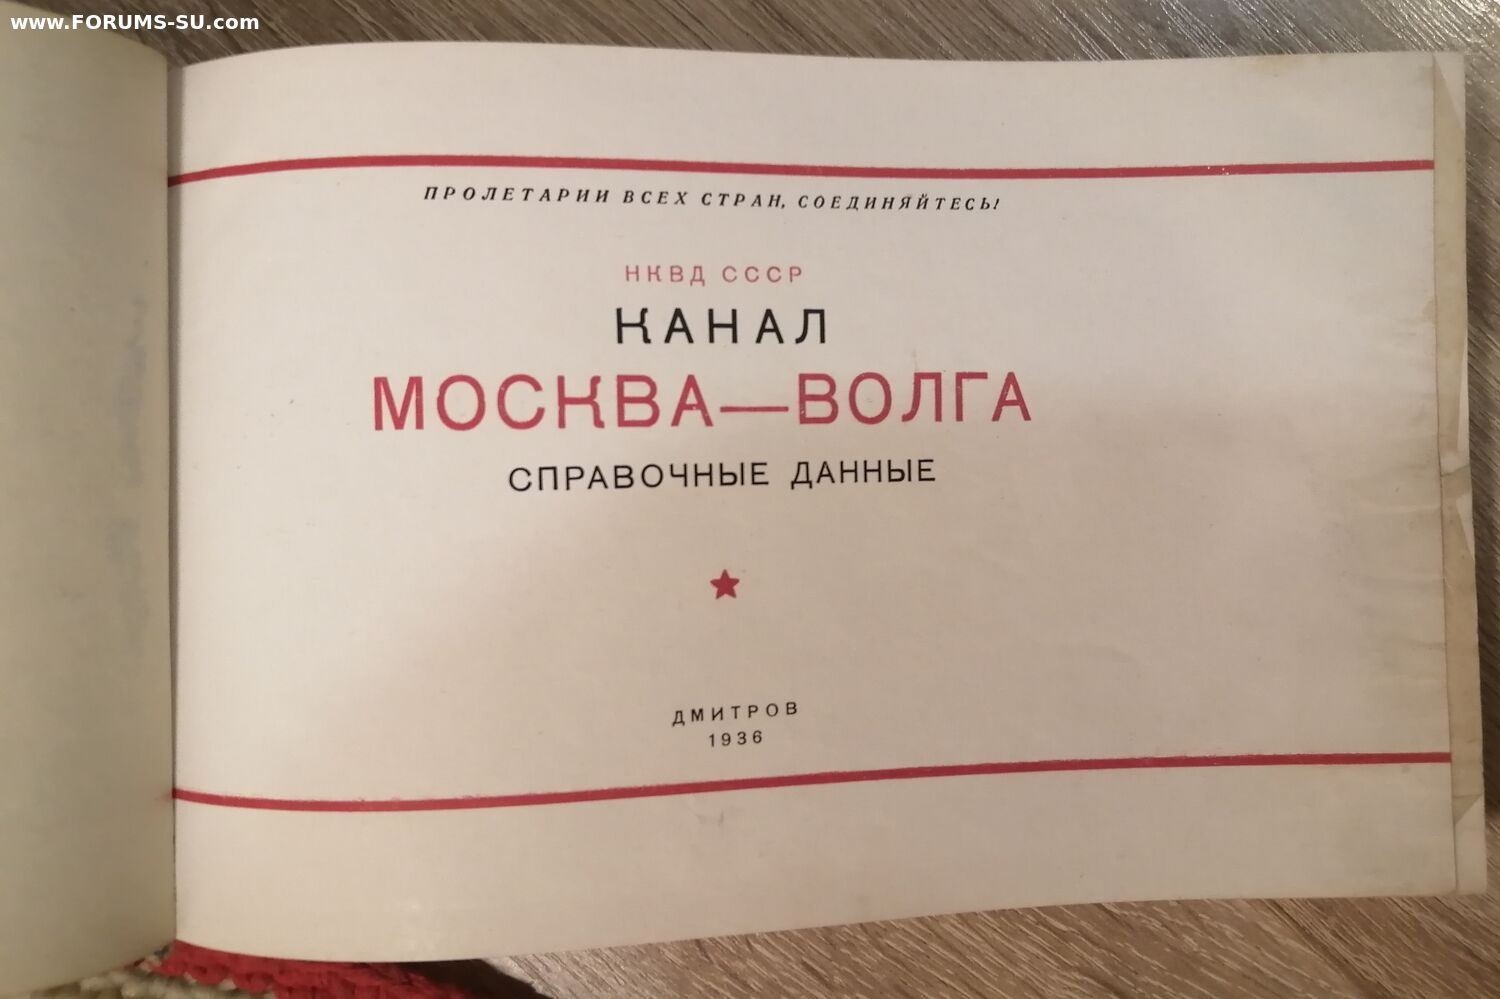 www.FORUMS-SU.com
ПРОЛЕТАРИИ ВСЕХ СТРАН, СОЕДИНЯЙТЕСЬ!
НКВД СССР
КАНАЛ
МОСКВА—ВОЛГА
СПРАВОЧНЫЕ ДАННЫЕ
ДМИТРОВ
1936